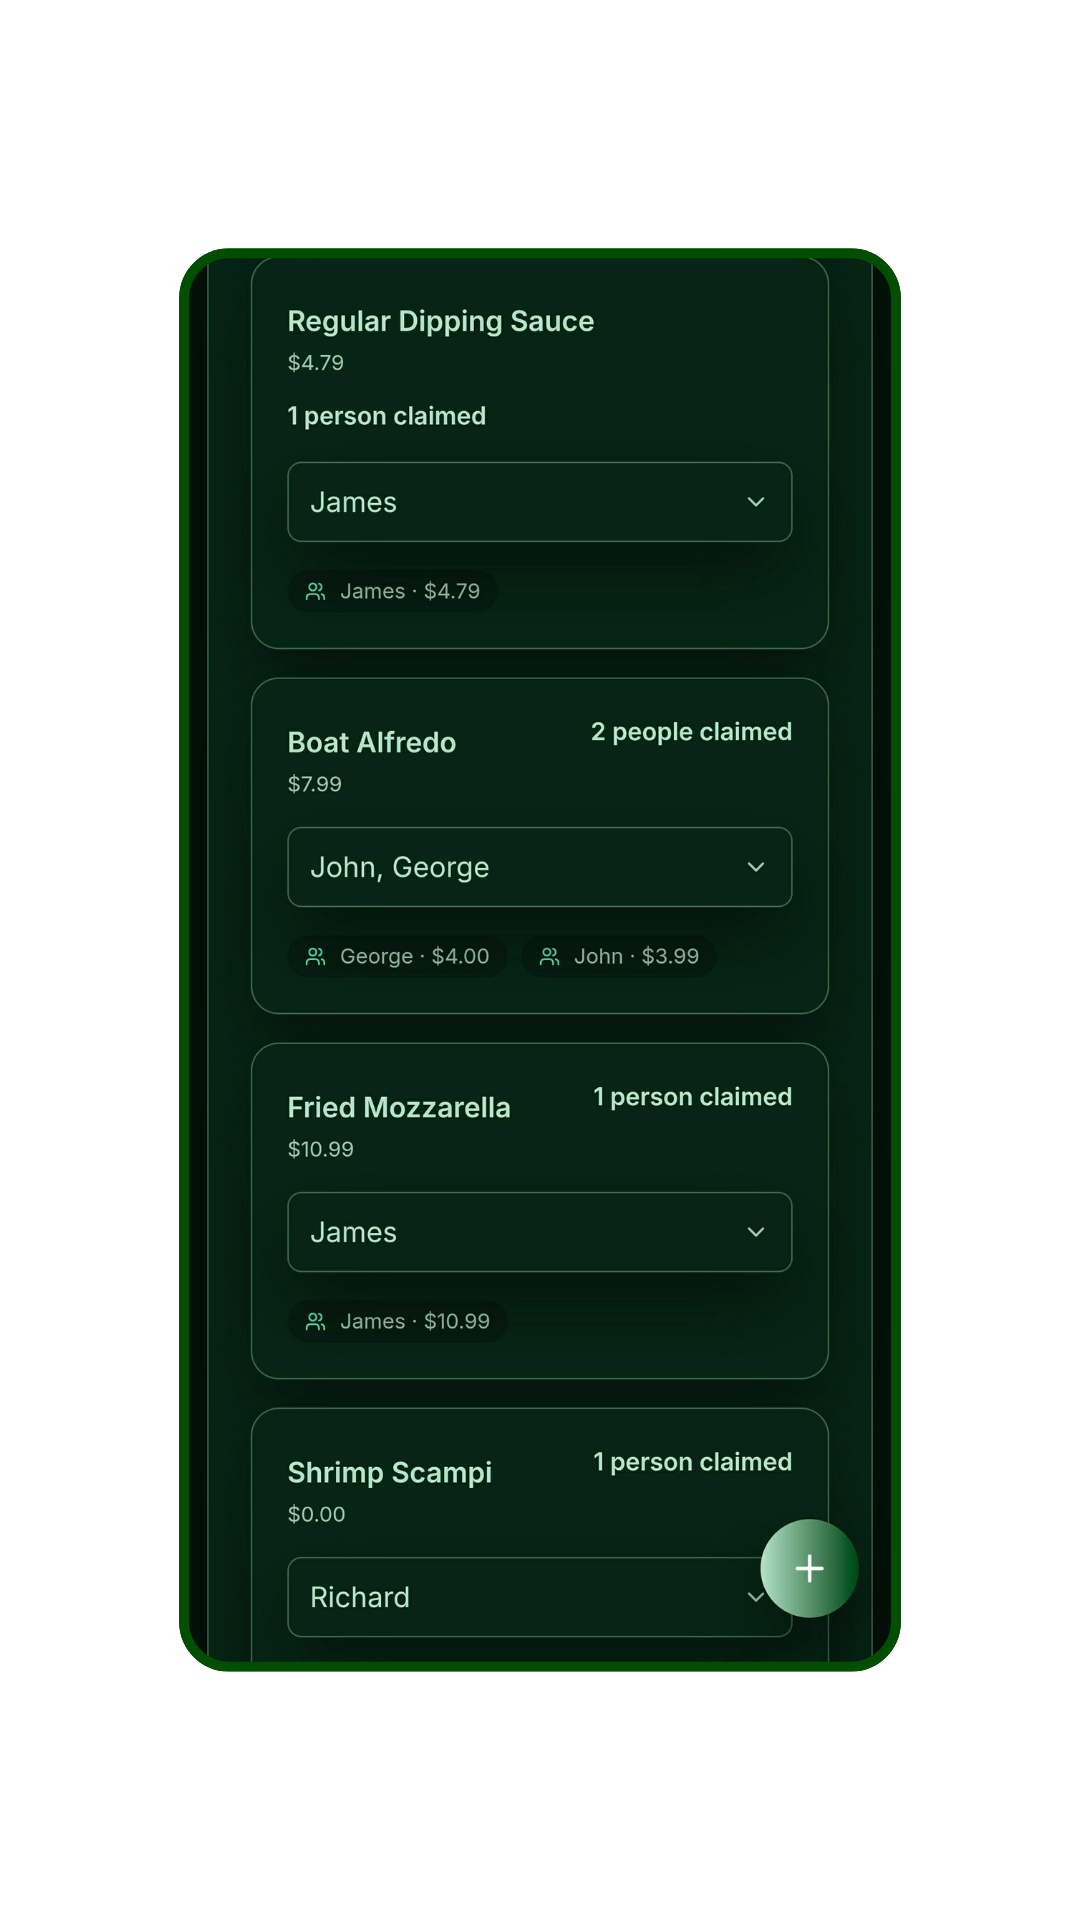 Regular Dipping Sauce
$4.79
1 person claimed
James
James · $4.79
Boat Alfredo
2 people claimed
$7.99
John, George
George · $4.00
John · $3.99
Fried Mozzarella
1 person claimed
$10.99
James
James · $10.99
Shrimp Scampi
1 person claimed
$0.00
Richard